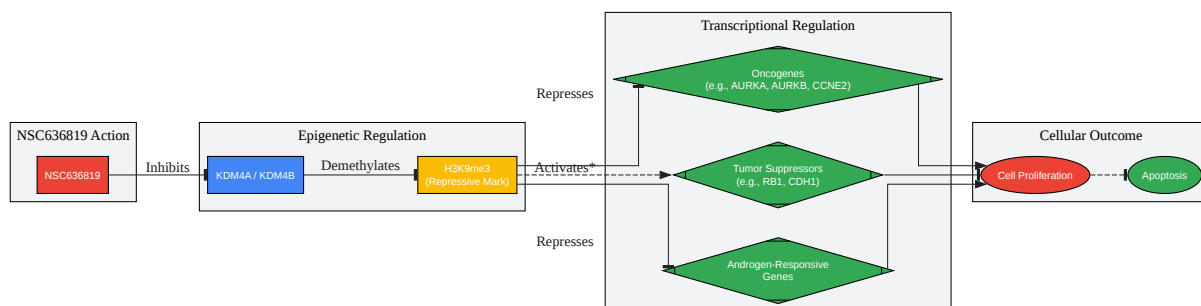 NSC636819 Action
NSC636819
Inhibits
Epigenetic Regulation
KDM4A / KDM4B
Demethylates
H3K9me3
(Repressive Mark)
Represses
Activates*
Represses
Transcriptional Regulation
Oncogenes
(e.g., AURKA, AURKB, CCNE2)
Tumor Suppressors
(e.g., RB1, CDH1)
Androgen-Responsive
Genes
Cellular Outcome
Cell Proliferation
Apoptosis